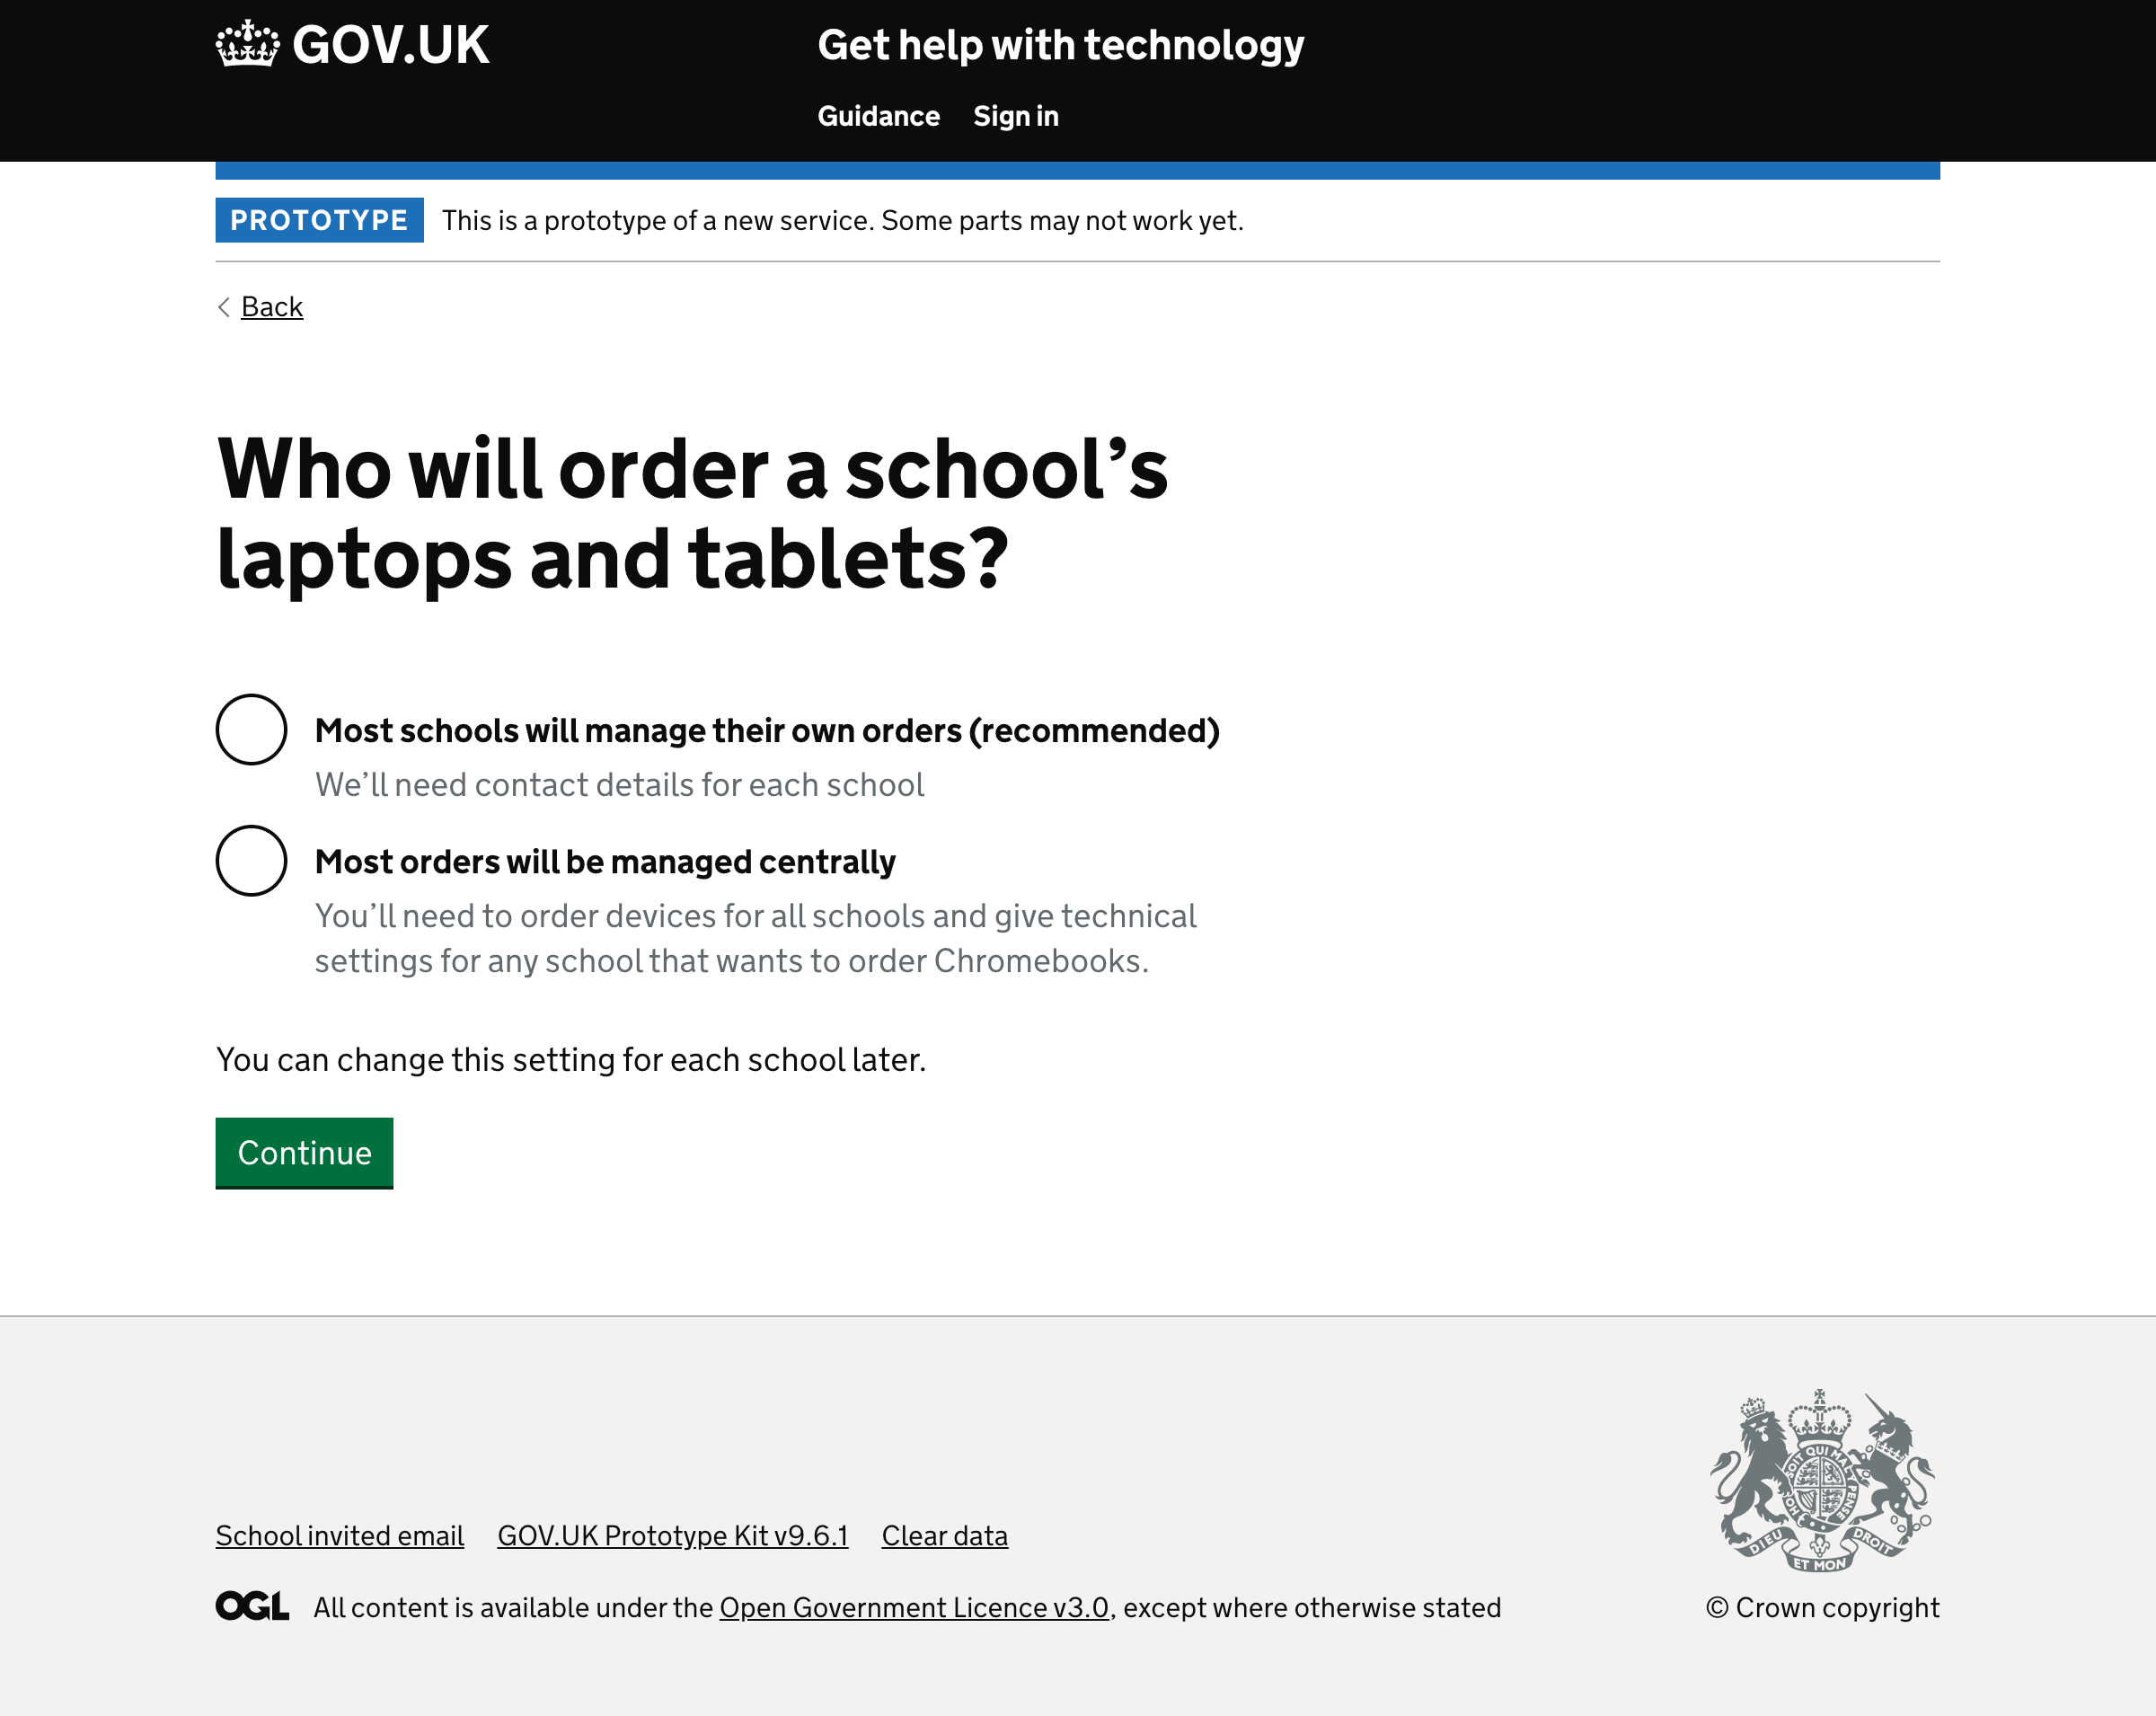 GOV.UK
Get help with technology
Guidance Sign in
PROTOTYPE This is a prototype of a new service. Some parts may not work yet.
Back
Who will order a school’s
laptops and tablets?
Most schools will manage their own orders (recommended)
We’ll need contact details for each school
Most orders will be managed centrally
You’ll need to order devices for all schools and give technical
settings for any school that wants to order Chromebooks.
You can change this setting for each school later.
Continue
School invited email GOV.UK Prototype Kit v9.6.1 Clear data
OGL All content is available under the Open Government Licence v3.0, except where otherwise stated
SOIT QUI MAL
PENSE
HO
DIEU ET MON DROIT
© Crown copyright